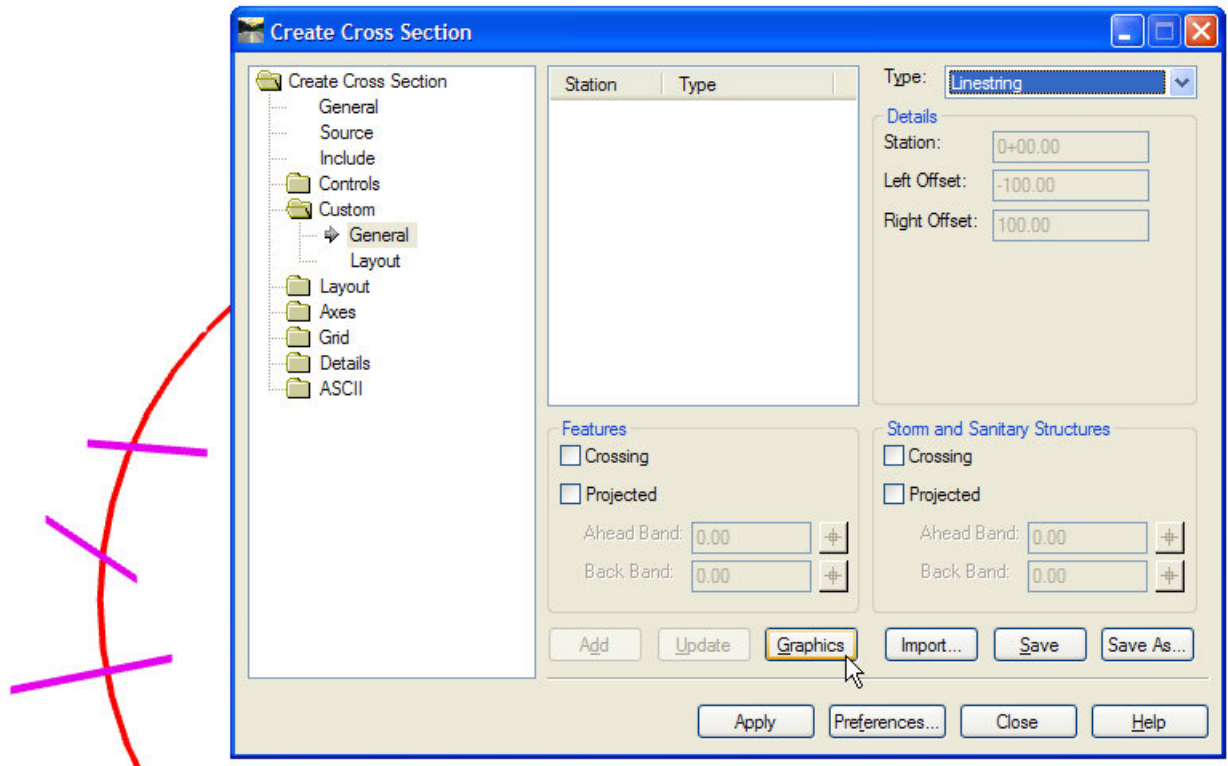 Create Cross Section
Create Cross Section
General
Source
Include
Controls
Custom
General
Layout
Layout
Axes
Grid
Details
ASCII
Station Type
Type: Linestring
Details
Station: 0+00.00
Left Offset: -100.00
Right Offset: 100.00
Features
Crossing
Projected
Ahead Band: 0.00
Back Band: 0.00
Storm and Sanitary Structures
Crossing
Projected
Ahead Band: 0.00
Back Band: 0.00
Add Update Graphics Import... Save Save As...
Apply Preferences... Close Help